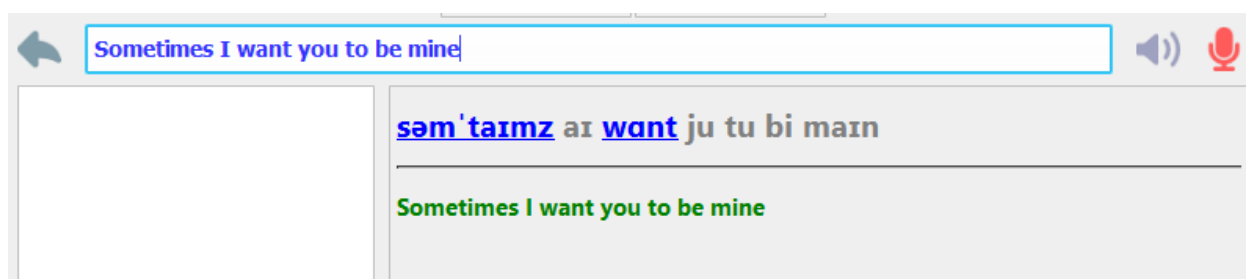 Sometimes I want you to be mine
səmˈtaɪmz aɪ wɑnt ju tu bi maɪn
Sometimes I want you to be mine